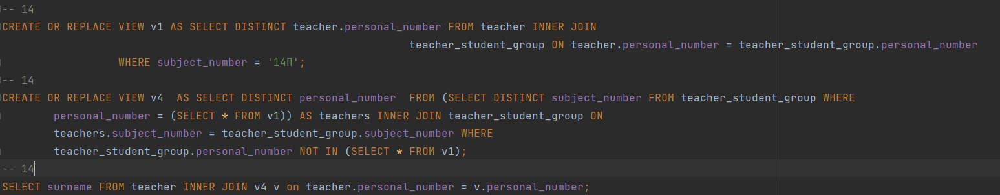 -- 14
CREATE OR REPLACE VIEW v1 AS SELECT DISTINCT teacher.personal_number FROM teacher INNER JOIN
teacher_student_group ON teacher.personal_number = teacher_student_group.personal_number
WHERE subject_number = '14П';
-- 14
CREATE OR REPLACE VIEW v4  AS SELECT DISTINCT personal_number  FROM (SELECT DISTINCT subject_number FROM teacher_student_group WHERE
personal_number = (SELECT * FROM v1)) AS teachers INNER JOIN teacher_student_group ON
teachers.subject_number = teacher_student_group.subject_number WHERE
teacher_student_group.personal_number NOT IN (SELECT * FROM v1);
-- 14
SELECT surname FROM teacher INNER JOIN v4 v on teacher.personal_number = v.personal_number;